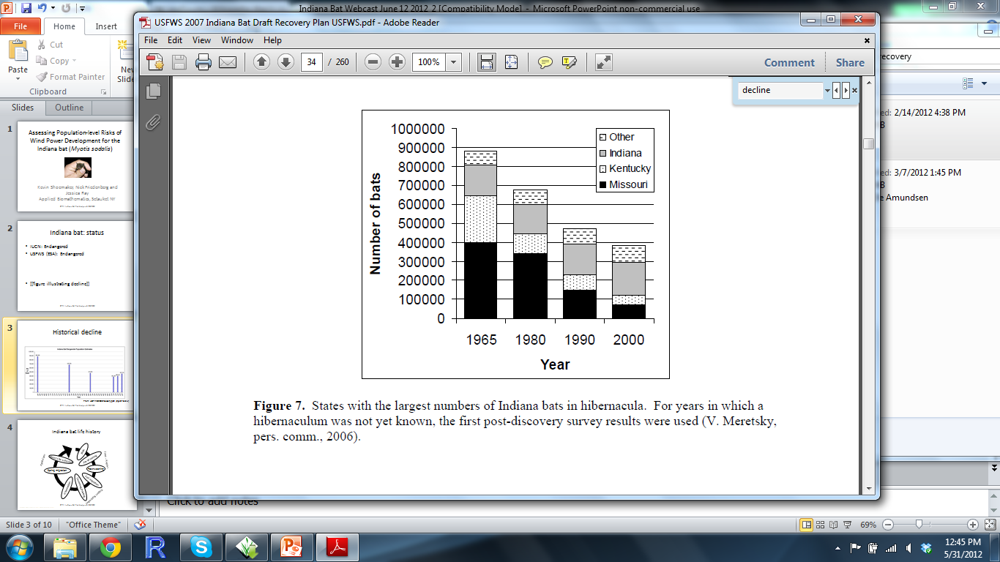 Indiana Bat Webcast June 12 2012_2 [Compatibility Mode] - Microsoft PowerPoint non-commercial use
USFWS 2007 Indiana Bat Draft Recovery Plan USFWS.pdf - Adobe Reader
File Home Insert
File Edit View Window Help
Cut
Copy
Format Painter
Paste
New
Slide
Clipboard
34 / 260
100%
Comment Share
recovery
decline
Slides Outline
1
Assessing Population-level Risks of
Wind Power Development for the
Indiana bat (Myotis sodalis)
Kevin Shoemaker, Nick Friedenberg and
Jessica Ray
Applied Biomathematics, Setauket NY
2
Indiana bat: status
• IUCN: Endangered
• USFWS (ESA): Endangered
• [[figure illustrating decline]]
3
Historical decline
4
Indiana bat life history
Spring migration
1000000
900000
800000
700000
600000
500000
400000
300000
200000
100000
0
Number of bats
Other
Indiana
Kentucky
Missouri
1965 1980 1990 2000
Year
Figure 7. States with the largest numbers of Indiana bats in hibernacula. For years in which a
hibernaculum was not yet known, the first post-discovery survey results were used (V. Meretsky,
pers. comm., 2006).
ed: 2/14/2012 4:38 PM
B
ed: 3/7/2012 1:45 PM
B
e Amundsen
Click to add notes
Slide 3 of 10 "Office Theme" 69%
12:45 PM
5/31/2012